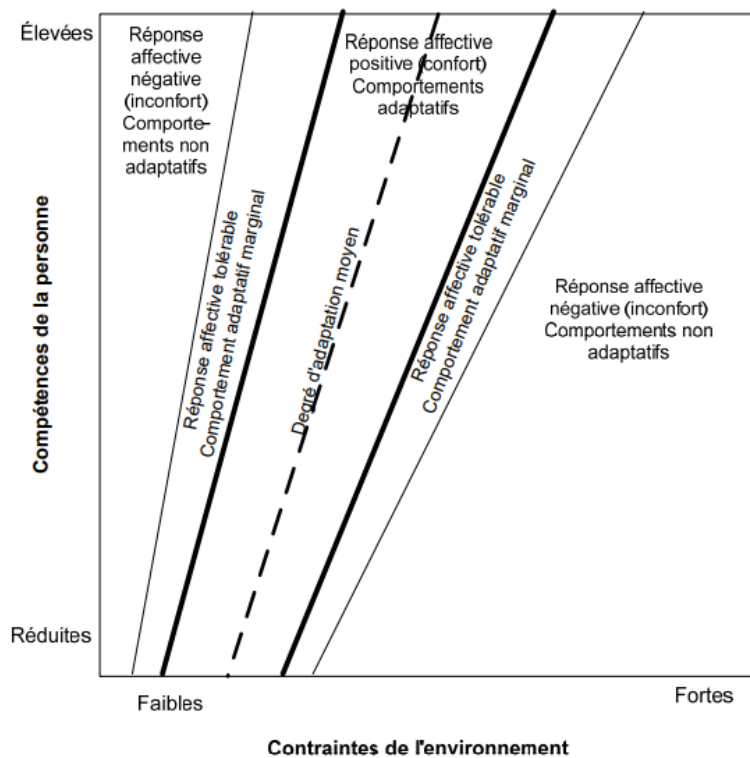 Élevées
Réponse
affective
négative
(inconfort)
Comporte-
ments non
adaptatifs
Réponse affective
positive (confort)
Comportements
adaptatifs
Réponse affective tolérable
Comportement adaptatif marginal
Degré d'adaptation moyen
Réponse affective tolérable
Comportement adaptatif marginal
Réponse affective
négative (inconfort)
Comportements non
adaptatifs
Compétences de la personne
Réduites
Faibles
Fortes
Contraintes de l'environnement